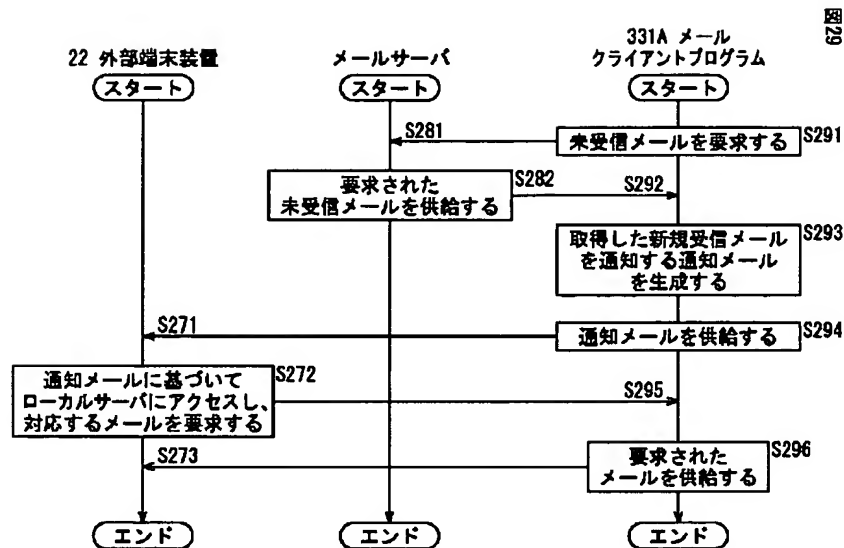 図29
22 外部端末装置
メールサーバ
331A メール
クライアントプログラム
スタート
スタート
スタート
S281
未受信メールを要求する
S291
要求された
未受信メールを供給する
S282
S292
取得した新規受信メール
を通知する通知メール
を生成する
S293
S271
通知メールを供給する
S294
通知メールに基づいて
ローカルサーバにアクセスし、
対応するメールを要求する
S272
S295
S273
要求された
メールを供給する
S296
エンド
エンド
エンド